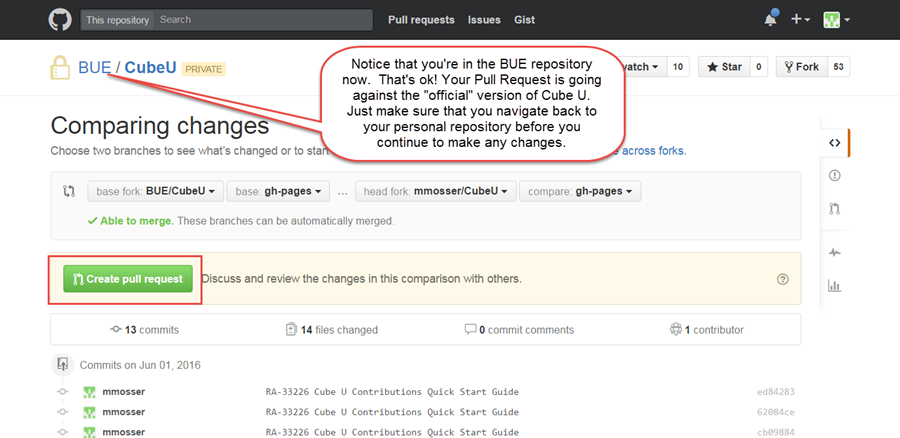 This repository Search Pull requests Issues Gist
BUE / CubeU PRIVATE
watch 10 Star 0 Fork 53
Notice that you're in the BUE repository
now. That's ok! Your Pull Request is going
against the "official" version of Cube U.
Just make sure that you navigate back to
your personal repository before you
continue to make any changes.
Comparing changes
Choose two branches to see what's changed or to start across forks.
base fork: BUE/CubeU base: gh-pages ... head fork: mmosser/CubeU compare: gh-pages
Able to merge. These branches can be automatically merged.
Create pull request Discuss and review the changes in this comparison with others.
13 commits 14 files changed 0 commit comments 1 contributor
Commits on Jun 01, 2016
mmosser RA-33226 Cube U Contributions Quick Start Guide ed84283
mmosser RA-33226 Cube U Contributions Quick Start Guide 62084ce
mmosser RA-33226 Cube U Contributions Quick Start Guide cb09884